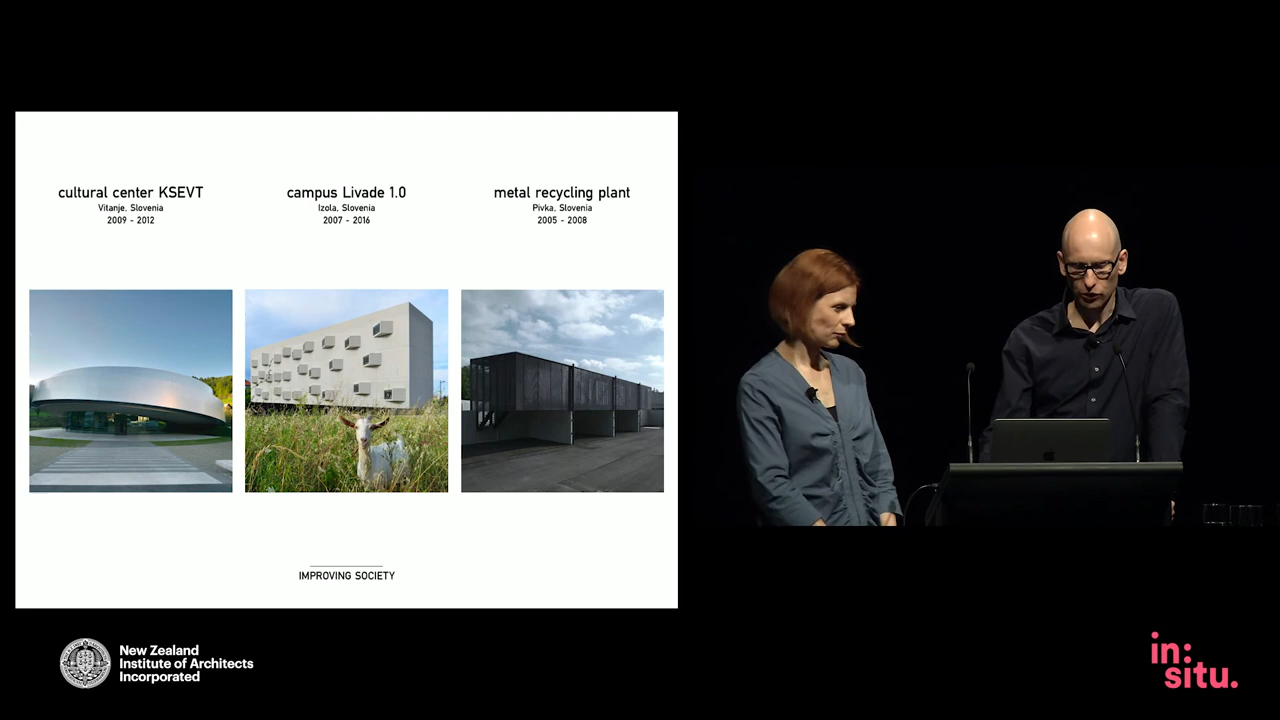 cultural center KSEVT
Vitanje, Slovenia
2009 - 2012
campus Livade 1.0
Izola, Slovenia
2007 - 2016
metal recycling plant
Pivka, Slovenia
2005 - 2008
IMPROVING SOCIETY
New Zealand
Institute of Architects
Incorporated
in:
situ.